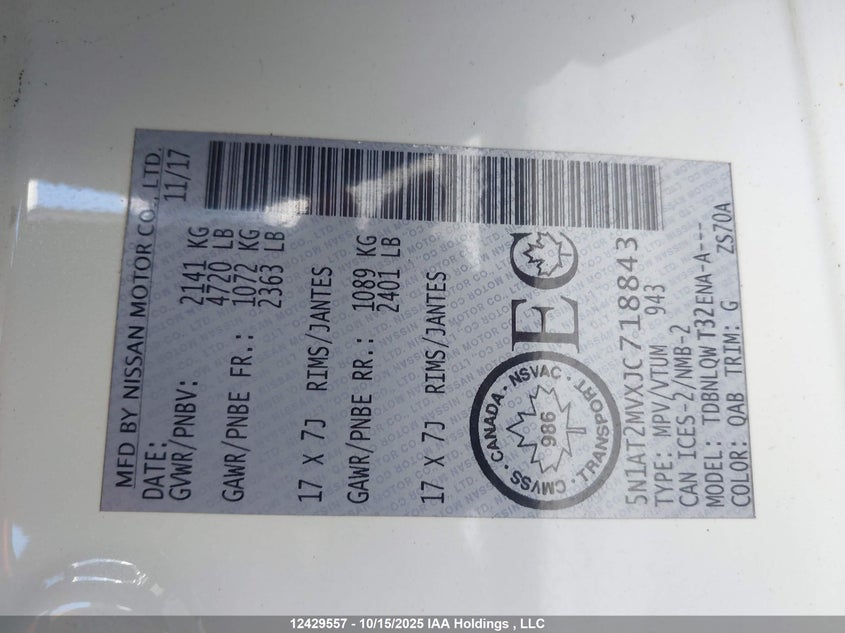 MFD BY NISSAN MOTOR CO., LTD.
DATE: 11/17
GVWR/PNBV: 2141 KG
4720 LB
GAWR/PNBE FR.: 1072 KG
2363 LB
17 X 7J RIMS/JANTES
GAWR/PNBE RR.: 1089 KG
2401 LB
17 X 7J RIMS/JANTES
CANADA · NSVAC · TRANSPORT · CMVSS ·
986
EC
5N1AT2MVXJC718843
TYPE: MPV/VTUM 943
CAN ICES-2/NMB-2
MODEL: TDBNLQW T32ENA-A---
COLOR: QAB TRIM: G ZS70A
12429557 - 10/15/2025 IAA Holdings , LLC